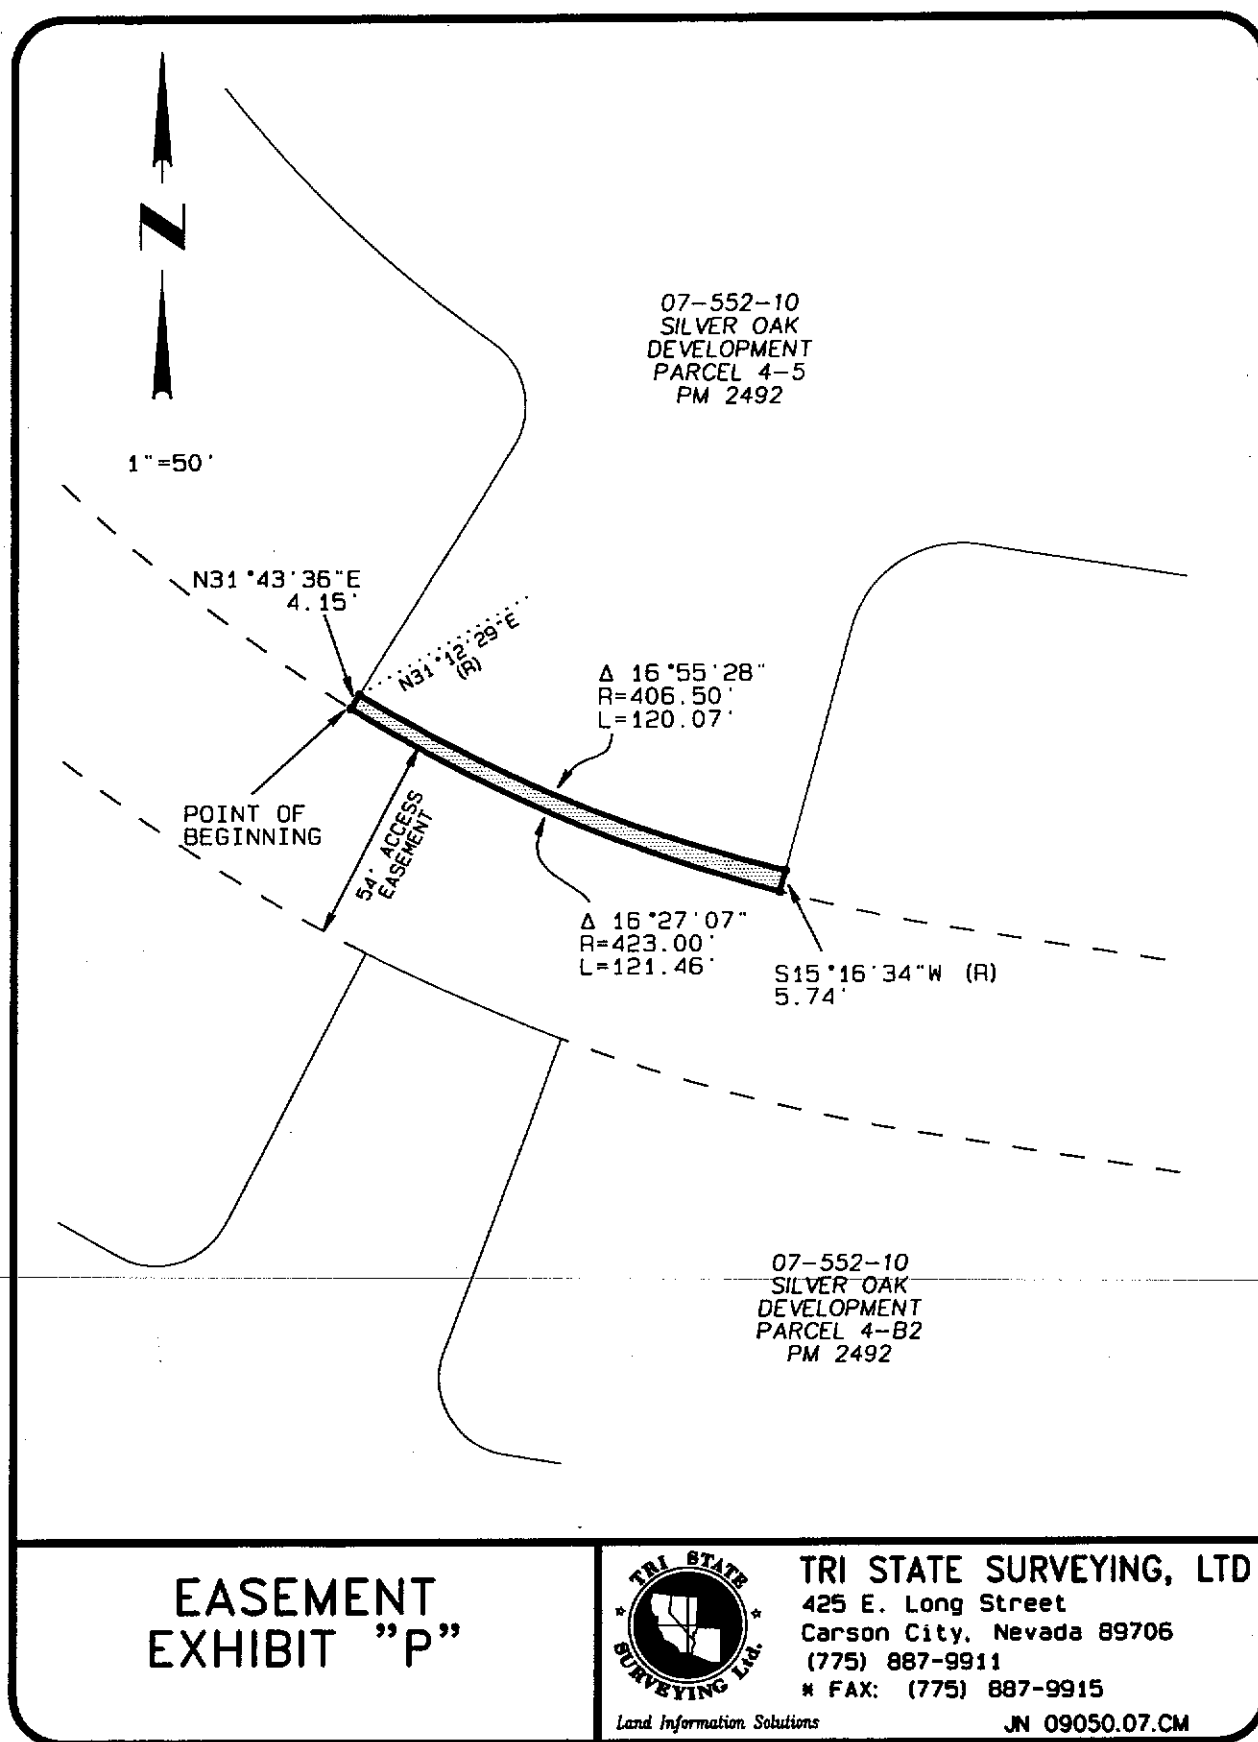 N
1"=50'
07-552-10
SILVER OAK
DEVELOPMENT
PARCEL 4-5
PM 2492
N31°43'36"E
4.15'
N31°12'29"E
(R)
Δ 16°55'28"
R=406.50'
L=120.07'
POINT OF
BEGINNING
54' ACCESS
EASEMENT
Δ 16°27'07"
R=423.00'
L=121.46'
S15°16'34"W (R)
5.74'
07-552-10
SILVER OAK
DEVELOPMENT
PARCEL 4-B2
PM 2492
EASEMENT
EXHIBIT "P"
TRI STATE
SURVEYING Ltd.
Land Information Solutions
TRI STATE SURVEYING, LTD
425 E. Long Street
Carson City, Nevada 89706
(775) 887-9911
* FAX: (775) 887-9915
JN 09050.07.CM